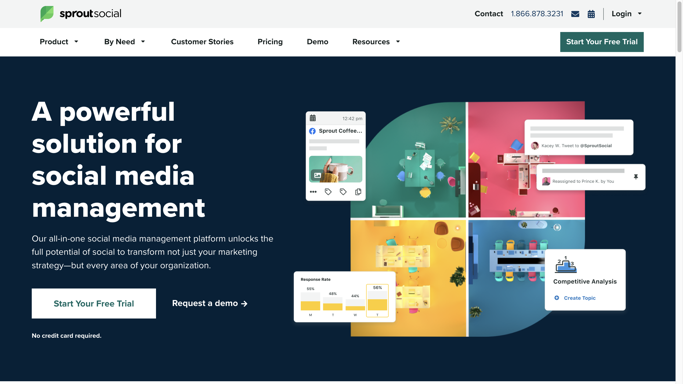 sproutsocial
Contact 1.866.878.3231 Login
Product By Need Customer Stories Pricing Demo Resources Start Your Free Trial
A powerful
solution for
social media
management
Our all-in-one social media management platform unlocks the
full potential of social to transform not just your marketing
strategy—but every area of your organization.
Start Your Free Trial Request a demo →
No credit card required.
12:42 pm
Sprout Coffee...
Kacey W. Tweet to @SproutSocial
Reassigned to Prince K. by You
Response Rate
55%
48%
44%
56%
M T W T
2 1 3
Competitive Analysis
Create Topic